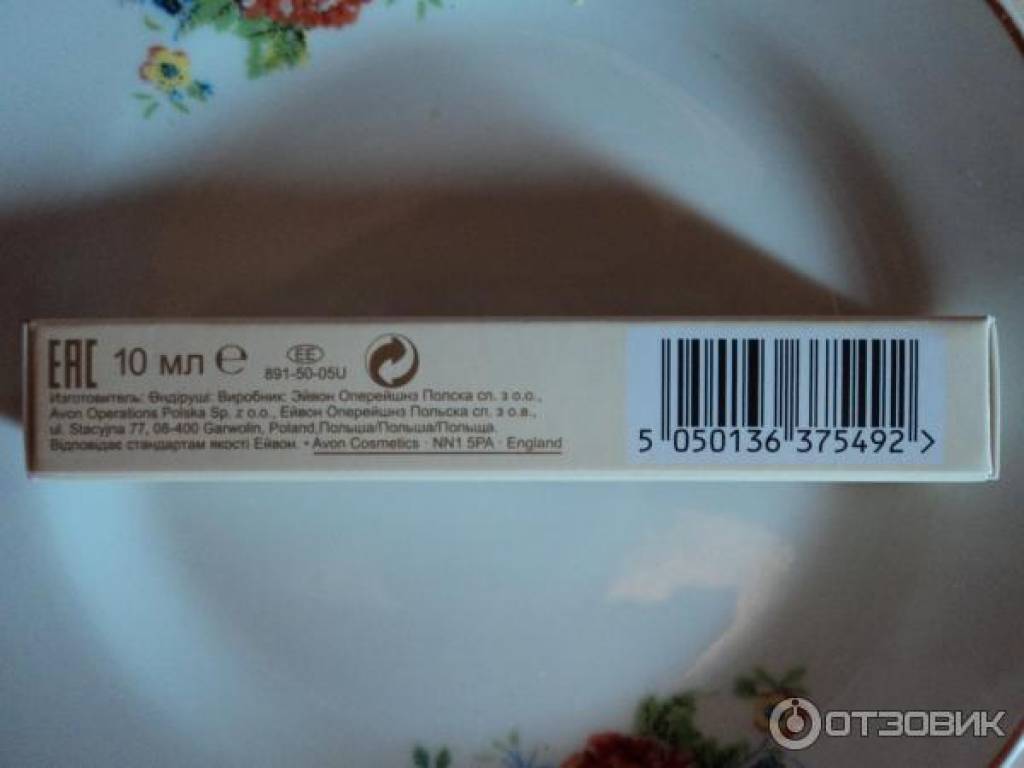 EAC 10 мл ℮ EE
891-50-05U
Изготовитель: Өндіруші: Виробник: Эйвон Оперейшнз Полска сп. з о.о.,
Avon Operations Polska Sp. z o.o., Ейвон Оперейшнс Польска сп. з о.в.,
ul. Stacyjna 77, 08-400 Garwolin, Poland,Польша/Польша/Польща.
Відповідає стандартам якості Ейвон. • Avon Cosmetics · NN1 5PA · England
5 050136 375492 >
ОТЗОВИК